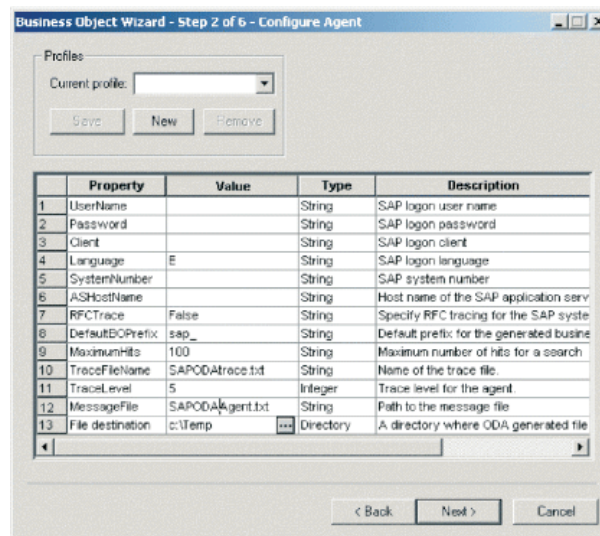 Business Object Wizard - Step 2 of 6 - Configure Agent
Profiles
Current profile:
Save New Remove
Property Value Type Description
1 UserName String SAP logon user name
2 Password String SAP logon password
3 Client String SAP logon client
4 Language E String SAP logon language
5 SystemNumber String SAP system number
6 ASHostName String Host name of the SAP application serv
7 RFCTrace False String Specify RFC tracing for the SAP syste
8 DefaultBOPrefix sap_ String Default prefix for the generated busine
9 MaximumHits 100 String Maximum number of hits for a search
10 TraceFileName SAPODAtrace.txt String Name of the trace file.
11 TraceLevel 5 Integer Trace level for the agent.
12 MessageFile SAPODAAgent.txt String Path to the message file
13 File destination c:\Temp ... Directory A directory where ODA generated file
< Back Next > Cancel